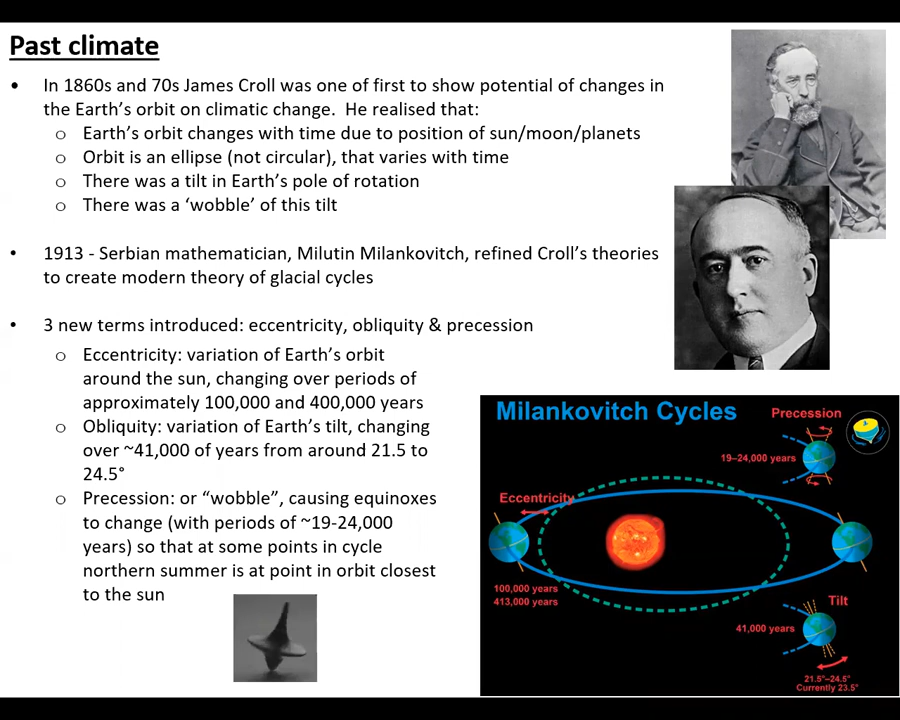 Past climate
• In 1860s and 70s James Croll was one of first to show potential of changes in
the Earth's orbit on climatic change. He realised that:
o Earth's orbit changes with time due to position of sun/moon/planets
o Orbit is an ellipse (not circular), that varies with time
o There was a tilt in Earth's pole of rotation
o There was a 'wobble' of this tilt
• 1913 - Serbian mathematician, Milutin Milankovitch, refined Croll's theories
to create modern theory of glacial cycles
• 3 new terms introduced: eccentricity, obliquity & precession
o Eccentricity: variation of Earth's orbit
around the sun, changing over periods of
approximately 100,000 and 400,000 years
o Obliquity: variation of Earth's tilt, changing
over ~41,000 of years from around 21.5 to
24.5°
o Precession: or "wobble", causing equinoxes
to change (with periods of ~19-24,000
years) so that at some points in cycle
northern summer is at point in orbit closest
to the sun
Milankovitch Cycles
Precession
19–24,000 years
Eccentricity
100,000 years
413,000 years
Tilt
41,000 years
21.5°–24.5°
Currently 23.5°